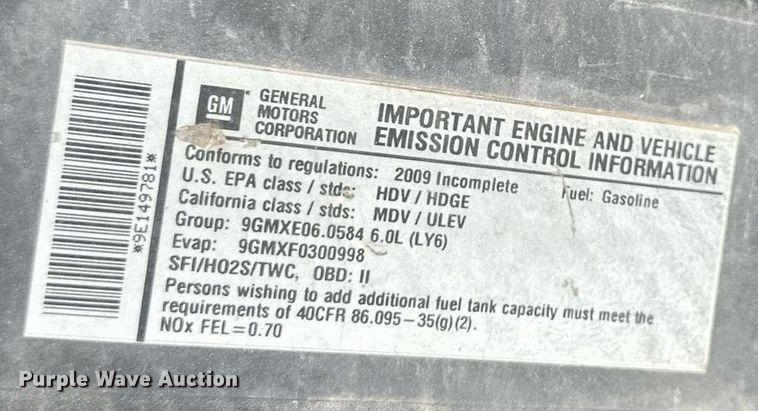 *9E149781*
GM
GENERAL
MOTORS
CORPORATION
IMPORTANT ENGINE AND VEHICLE
EMISSION CONTROL INFORMATION
Conforms to regulations: 2009 Incomplete Fuel: Gasoline
U.S. EPA class / stds: HDV / HDGE
California class / stds: MDV / ULEV
Group: 9GMXE06.0584 6.0L (LY6)
Evap: 9GMXF0300998
SFI/HO2S/TWC, OBD: II
Persons wishing to add additional fuel tank capacity must meet the
requirements of 40CFR 86.095-35(g)(2).
NOx FEL=0.70
Purple Wave Auction